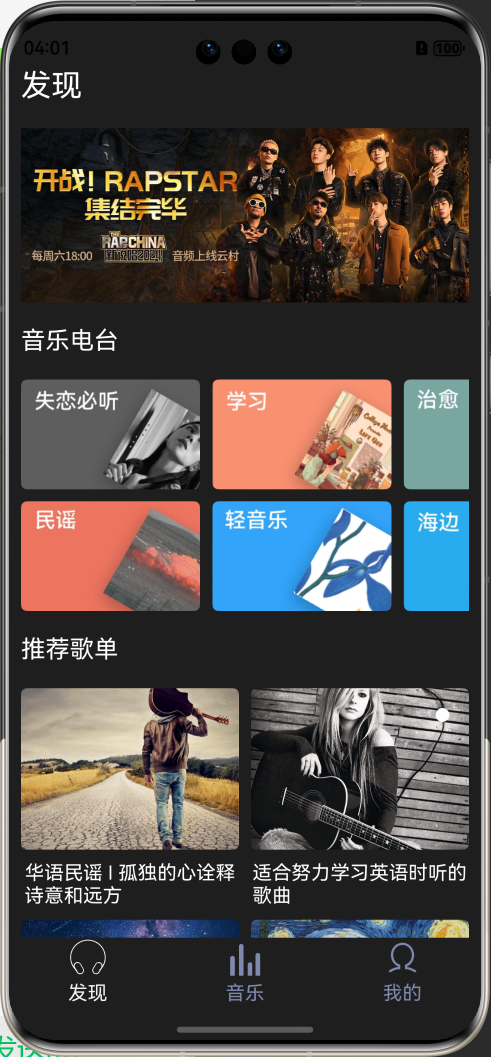 04:01
100
发现
开战! RAPSTAR
集结完毕
每周六18:00
THE RAP OF CHINA
新说唱2024
音频上线云村
音乐电台
失恋必听
学习
治愈
民谣
轻音乐
海边
推荐歌单
华语民谣 | 孤独的心诠释
诗意和远方
适合努力学习英语时听的
歌曲
发现
音乐
我的